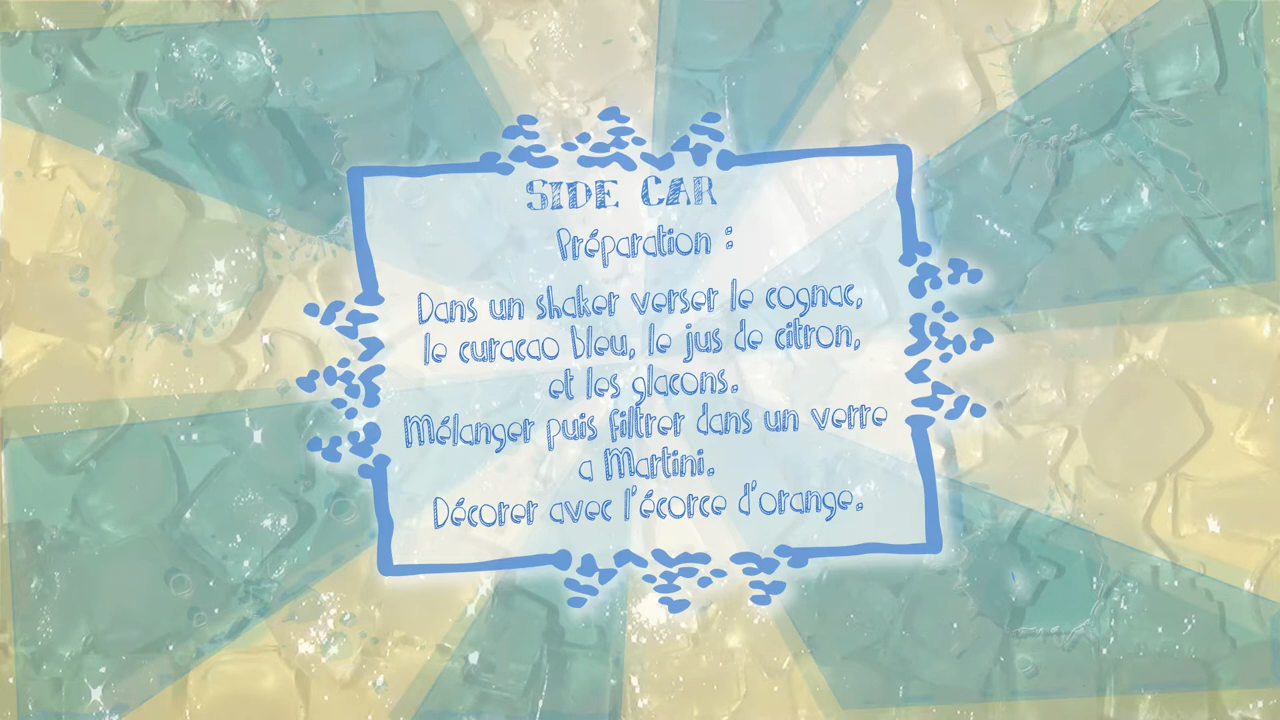 SIDE CAR
Préparation :
Dans un shaker verser le cognac,
le curacao bleu, le jus de citron,
et les glacons.
Mélanger puis filtrer dans un verre
a Martini.
Décorer avec l'écorce d'orange.